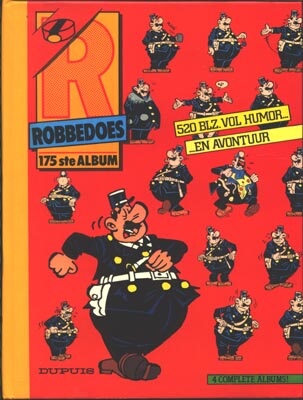 R
ROBBEDOES
175 ste ALBUM
520 BLZ. VOL HUMOR...
...EN AVONTUUR
DUPUIS
4 COMPLETE ALBUMS!